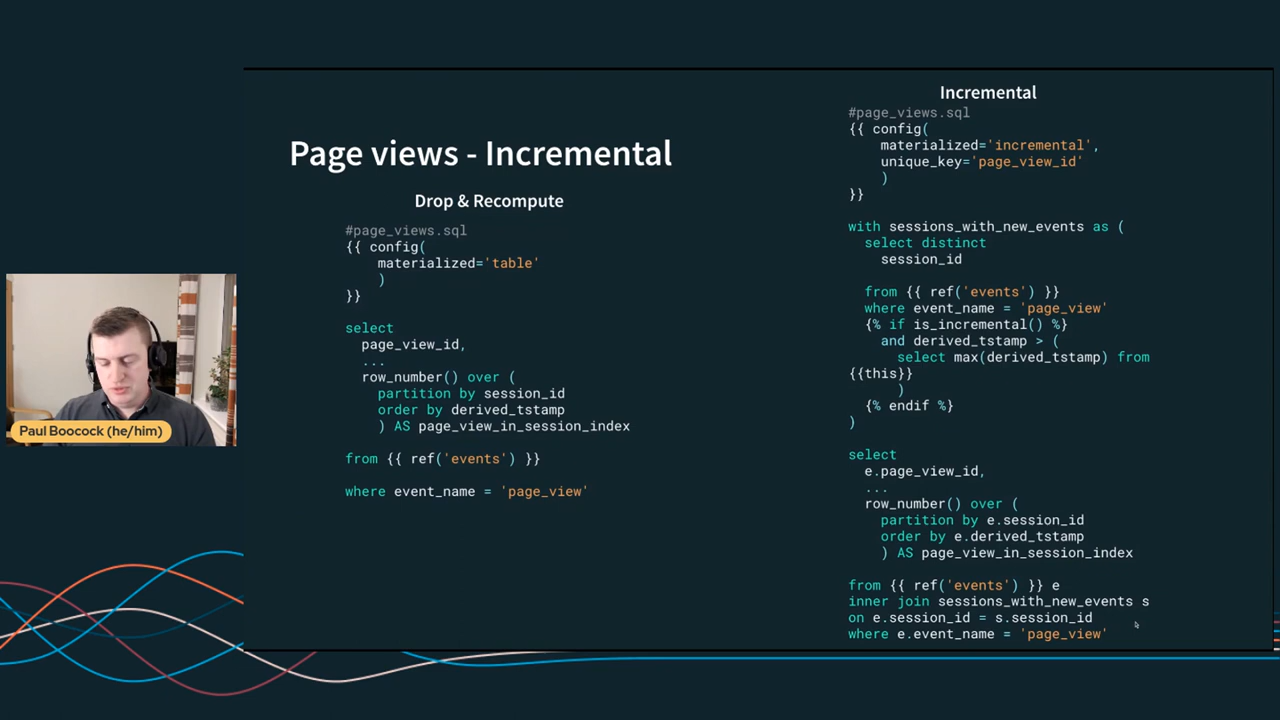 Page views - Incremental
Drop & Recompute
#page_views.sql
{{ config(
materialized='table'
)
}}
select
page_view_id,
...
row_number() over (
partition by session_id
order by derived_tstamp
) AS page_view_in_session_index
from {{ ref('events') }}
where event_name = 'page_view'
Incremental
#page_views.sql
{{ config(
materialized='incremental',
unique_key='page_view_id'
)
}}
with sessions_with_new_events as (
select distinct
session_id
from {{ ref('events') }}
where event_name = 'page_view'
{% if is_incremental() %}
and derived_tstamp > (
select max(derived_tstamp) from
{{this}}
)
{% endif %}
)
select
e.page_view_id,
...
row_number() over (
partition by e.session_id
order by e.derived_tstamp
) AS page_view_in_session_index
from {{ ref('events') }} e
inner join sessions_with_new_events s
on e.session_id = s.session_id
where e.event_name = 'page_view'
Paul Boocock (he/him)